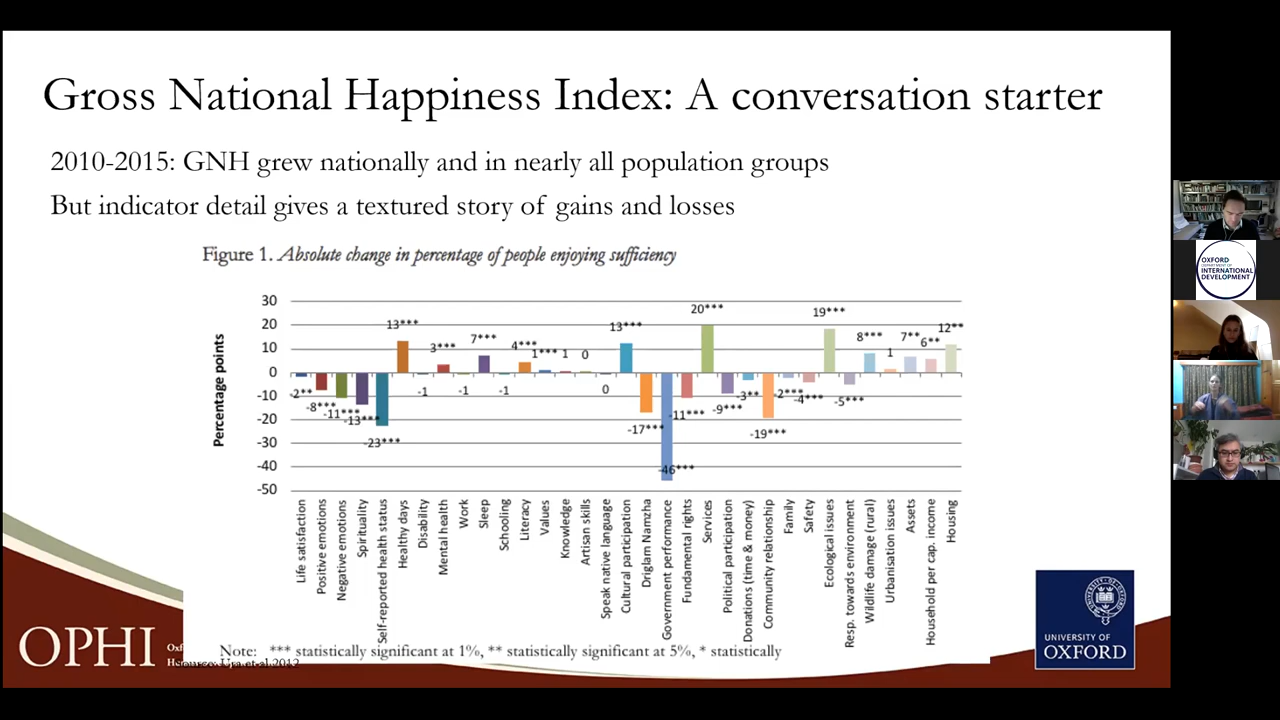 Gross National Happiness Index: A conversation starter
2010-2015: GNH grew nationally and in nearly all population groups
But indicator detail gives a textured story of gains and losses
Figure 1. Absolute change in percentage of people enjoying sufficiency
Percentage points
30
20
10
0
-10
-20
-30
-40
-50
-2**
-8***
-11***
-13***
-23***
13***
-1
3***
-1
7***
-1
4***
1***
1
0
0
13***
-17***
-46***
-11***
20***
-9***
-3**
-19***
-2***
-4***
19***
-5***
8***
1
7**
6**
12**
Life satisfaction
Positive emotions
Negative emotions
Spirituality
Self-reported health status
Healthy days
Disability
Mental health
Work
Sleep
Schooling
Literacy
Values
Knowledge
Artisan skills
Speak native language
Cultural participation
Driglam Namzha
Government performance
Fundamental rights
Services
Political participation
Donations (time & money)
Community relationship
Family
Safety
Ecological issues
Resp. towards environment
Wildlife damage (rural)
Urbanisation issues
Assets
Household per cap. income
Housing
Note: *** statistically significant at 1%, ** statistically significant at 5%, * statistically
OPHI
UNIVERSITY OF
OXFORD
OXFORD
DEPARTMENT OF
INTERNATIONAL
DEVELOPMENT